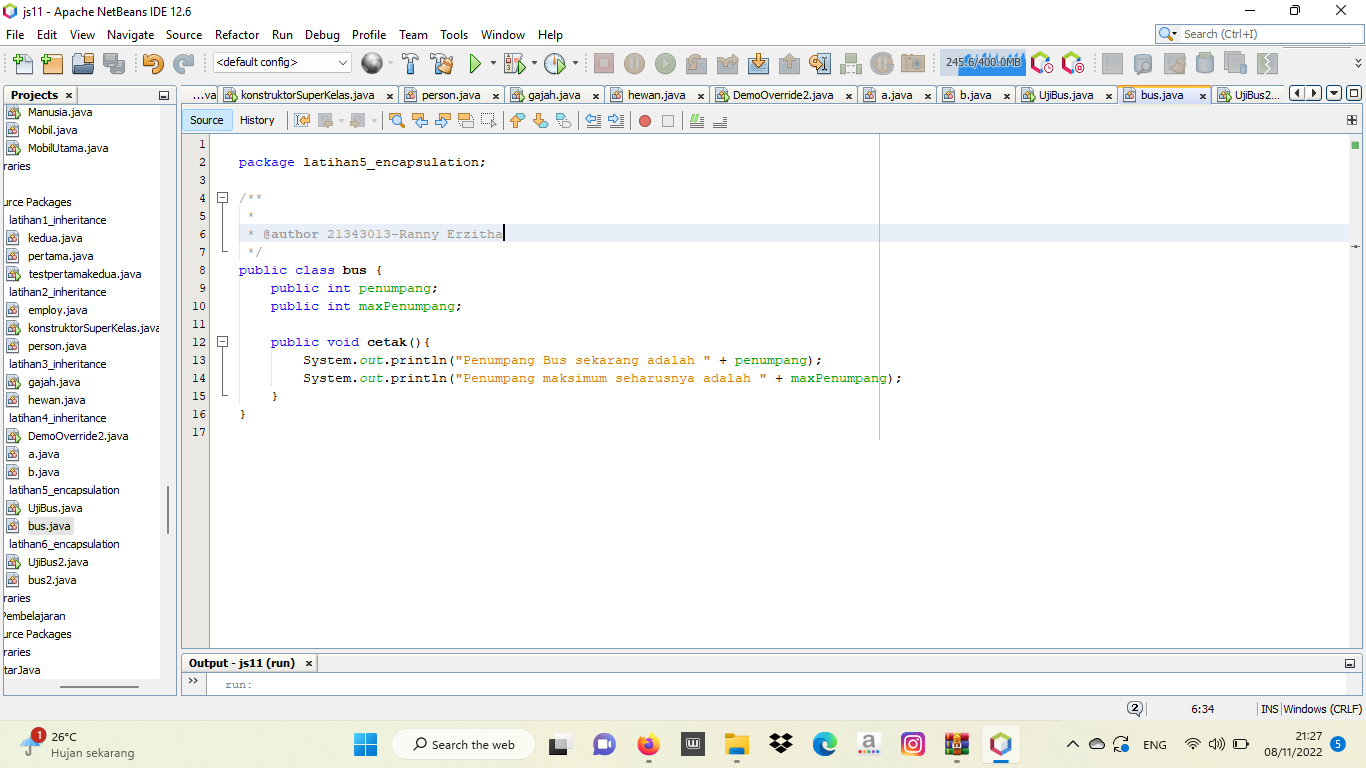 js11 - Apache NetBeans IDE 12.6
File Edit View Navigate Source Refactor Run Debug Profile Team Tools Window Help
Search (Ctrl+I)
<default config>
245.6/400.0MB
Projects
...va konstruktorSuperKelas.java person.java gajah.java hewan.java DemoOverride2.java a.java b.java UjiBus.java bus.java UjiBus2...
Source History
Manusia.java
Mobil.java
MobilUtama.java
raries
urce Packages
latihan1_inheritance
kedua.java
pertama.java
testpertamakedua.java
latihan2_inheritance
employ.java
konstruktorSuperKelas.java
person.java
latihan3_inheritance
gajah.java
hewan.java
latihan4_inheritance
DemoOverride2.java
a.java
b.java
latihan5_encapsulation
UjiBus.java
bus.java
latihan6_encapsulation
UjiBus2.java
bus2.java
raries
Pembelajaran
urce Packages
raries
tarJava
1
2 package latihan5_encapsulation;
3
4 /**
5 *
6 * @author 21343013-Ranny Erzitha
7 */
8 public class bus {
9 public int penumpang;
10 public int maxPenumpang;
11
12 public void cetak(){
13 System.out.println("Penumpang Bus sekarang adalah " + penumpang);
14 System.out.println("Penumpang maksimum seharusnya adalah " + maxPenumpang);
15 }
16 }
17
Output - js11 (run)
run:
2 6:34 INS Windows (CRLF)
1
26°C
Hujan sekarang
Search the web
ENG
21:27
08/11/2022
5